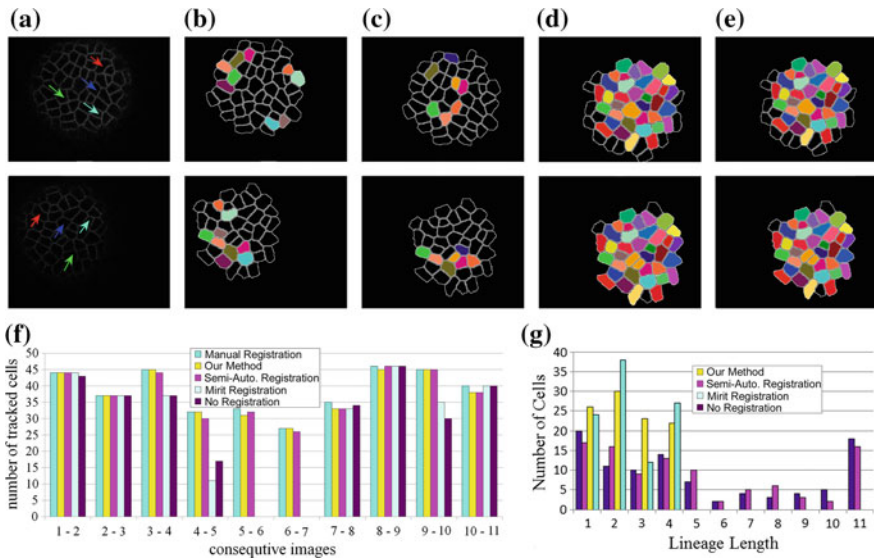 (a) (b) (c) (d) (e)
(f)
number of tracked cells
50
45
40
35
30
25
20
15
10
5
0
Manual Registration
Our Method
Semi-Auto. Registration
Mirit Registration
No Registration
1 - 2 2 - 3 3 - 4 4 - 5 5 - 6 6 - 7 7 - 8 8 - 9 9 - 10 10 - 11
consequtive images
(g)
Number of Cells
40
35
30
25
20
15
10
5
0
Our Method
Semi-Auto. Registration
Mirit Registration
No Registration
1 2 3 4 5 6 7 8 9 10 11
Lineage Length